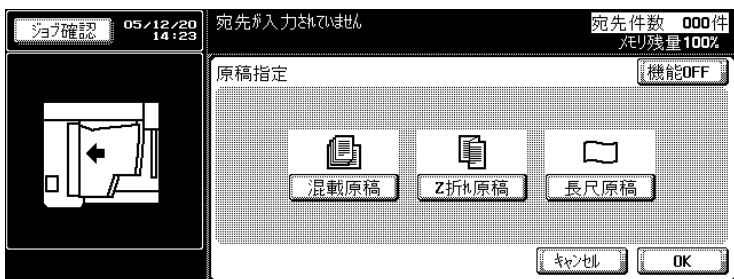 ジョブ確認
05/12/20
14:23
宛先が入力されていません
宛先件数 000件
メモリ残量100%
原稿指定
機能OFF
混載原稿
Z折れ原稿
長尺原稿
キャンセル
OK